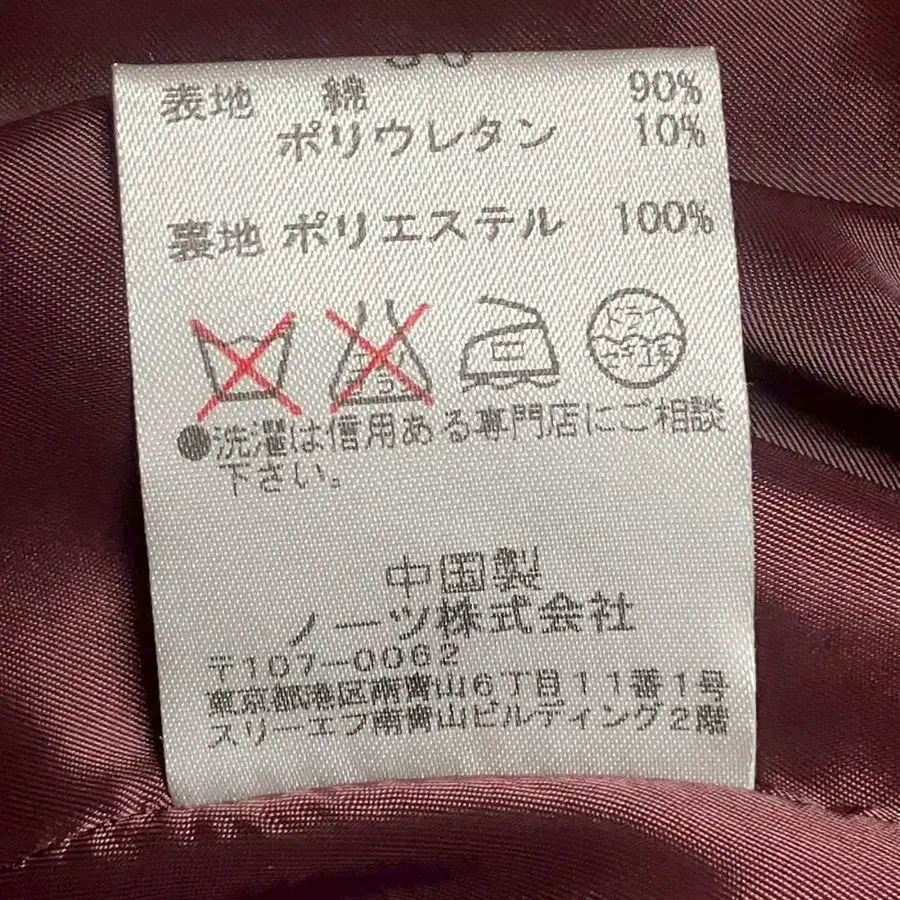 表地 綿 90%
ポリウレタン 10%
裏地 ポリエステル 100%
ドライ
●洗濯は信用ある専門店にご相談
下さい。
中国製
ノーツ株式会社
〒107-0062
東京都港区南青山6丁目11番1号
スリーエフ南青山ビルディング2階